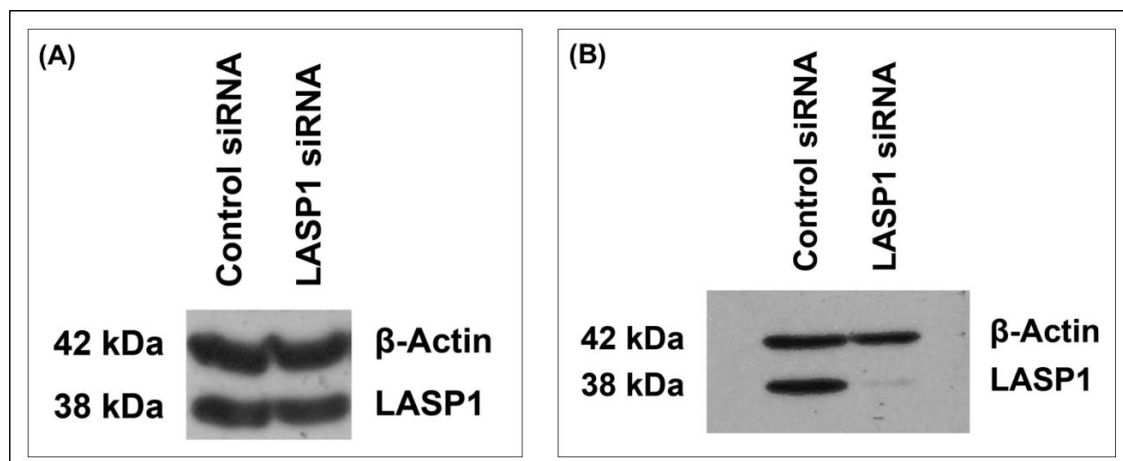 (A)
Control siRNA
LASP1 siRNA
42 kDa
β-Actin
38 kDa
LASP1
(B)
Control siRNA
LASP1 siRNA
42 kDa
β-Actin
38 kDa
LASP1